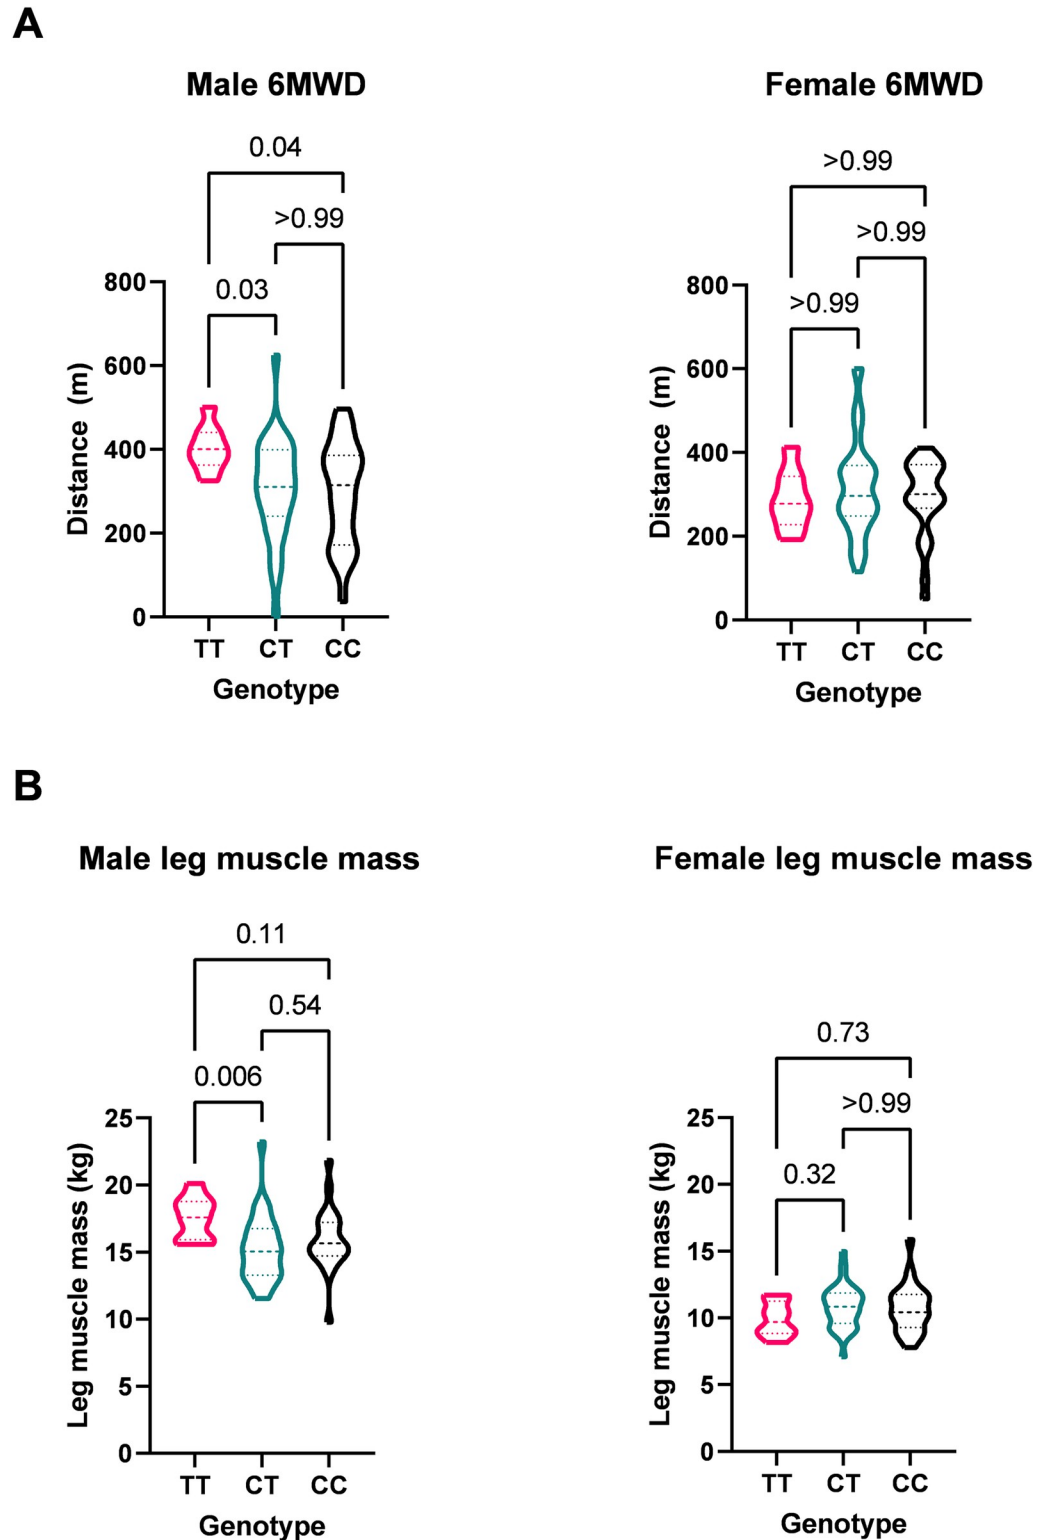 A
Male 6MWD
Female 6MWD
0.04
>0.99
0.03
800
600
400
200
0
Distance (m)
TT CT CC
Genotype
>0.99
>0.99
>0.99
800
600
400
200
0
Distance (m)
TT CT CC
Genotype
B
Male leg muscle mass
Female leg muscle mass
0.11
0.54
0.006
25
20
15
10
5
0
Leg muscle mass (kg)
TT CT CC
Genotype
0.73
>0.99
0.32
25
20
15
10
5
0
Leg muscle mass (kg)
TT CT CC
Genotype